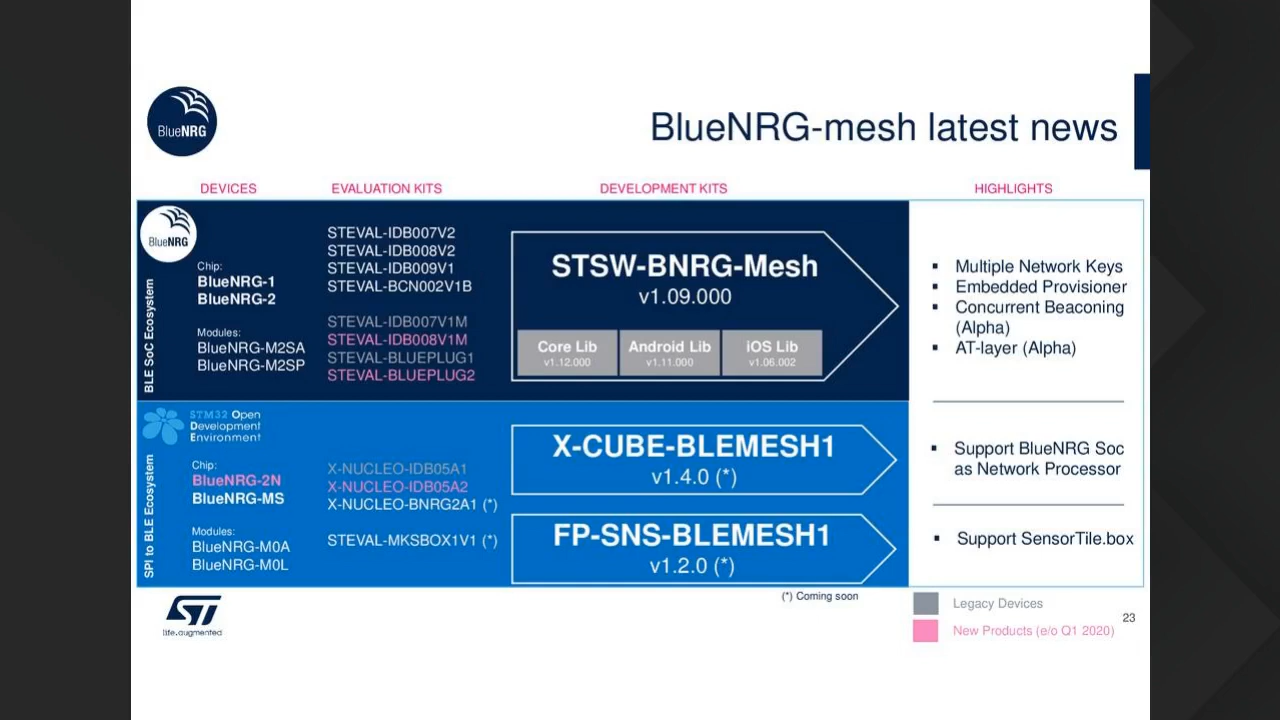 BlueNRG
BlueNRG-mesh latest news
DEVICES
EVALUATION KITS
DEVELOPMENT KITS
HIGHLIGHTS
BlueNRG
BLE SoC Ecosystem
Chip:
BlueNRG-1
BlueNRG-2
Modules:
BlueNRG-M2SA
BlueNRG-M2SP
STEVAL-IDB007V2
STEVAL-IDB008V2
STEVAL-IDB009V1
STEVAL-BCN002V1B
STEVAL-IDB007V1M
STEVAL-IDB008V1M
STEVAL-BLUEPLUG1
STEVAL-BLUEPLUG2
STSW-BNRG-Mesh
v1.09.000
Core Lib
v1.12.000
Android Lib
v1.11.000
iOS Lib
v1.06.002
▪ Multiple Network Keys
▪ Embedded Provisioner
▪ Concurrent Beaconing
(Alpha)
▪ AT-layer (Alpha)
STM32 Open
Development
Environment
SPI to BLE Ecosystem
Chip:
BlueNRG-2N
BlueNRG-MS
Modules:
BlueNRG-M0A
BlueNRG-M0L
X-NUCLEO-IDB05A1
X-NUCLEO-IDB05A2
X-NUCLEO-BNRG2A1 (*)
STEVAL-MKSBOX1V1 (*)
X-CUBE-BLEMESH1
v1.4.0 (*)
FP-SNS-BLEMESH1
v1.2.0 (*)
▪ Support BlueNRG Soc
as Network Processor
▪ Support SensorTile.box
(*) Coming soon
Legacy Devices
New Products (e/o Q1 2020)
23
ST
life.augmented